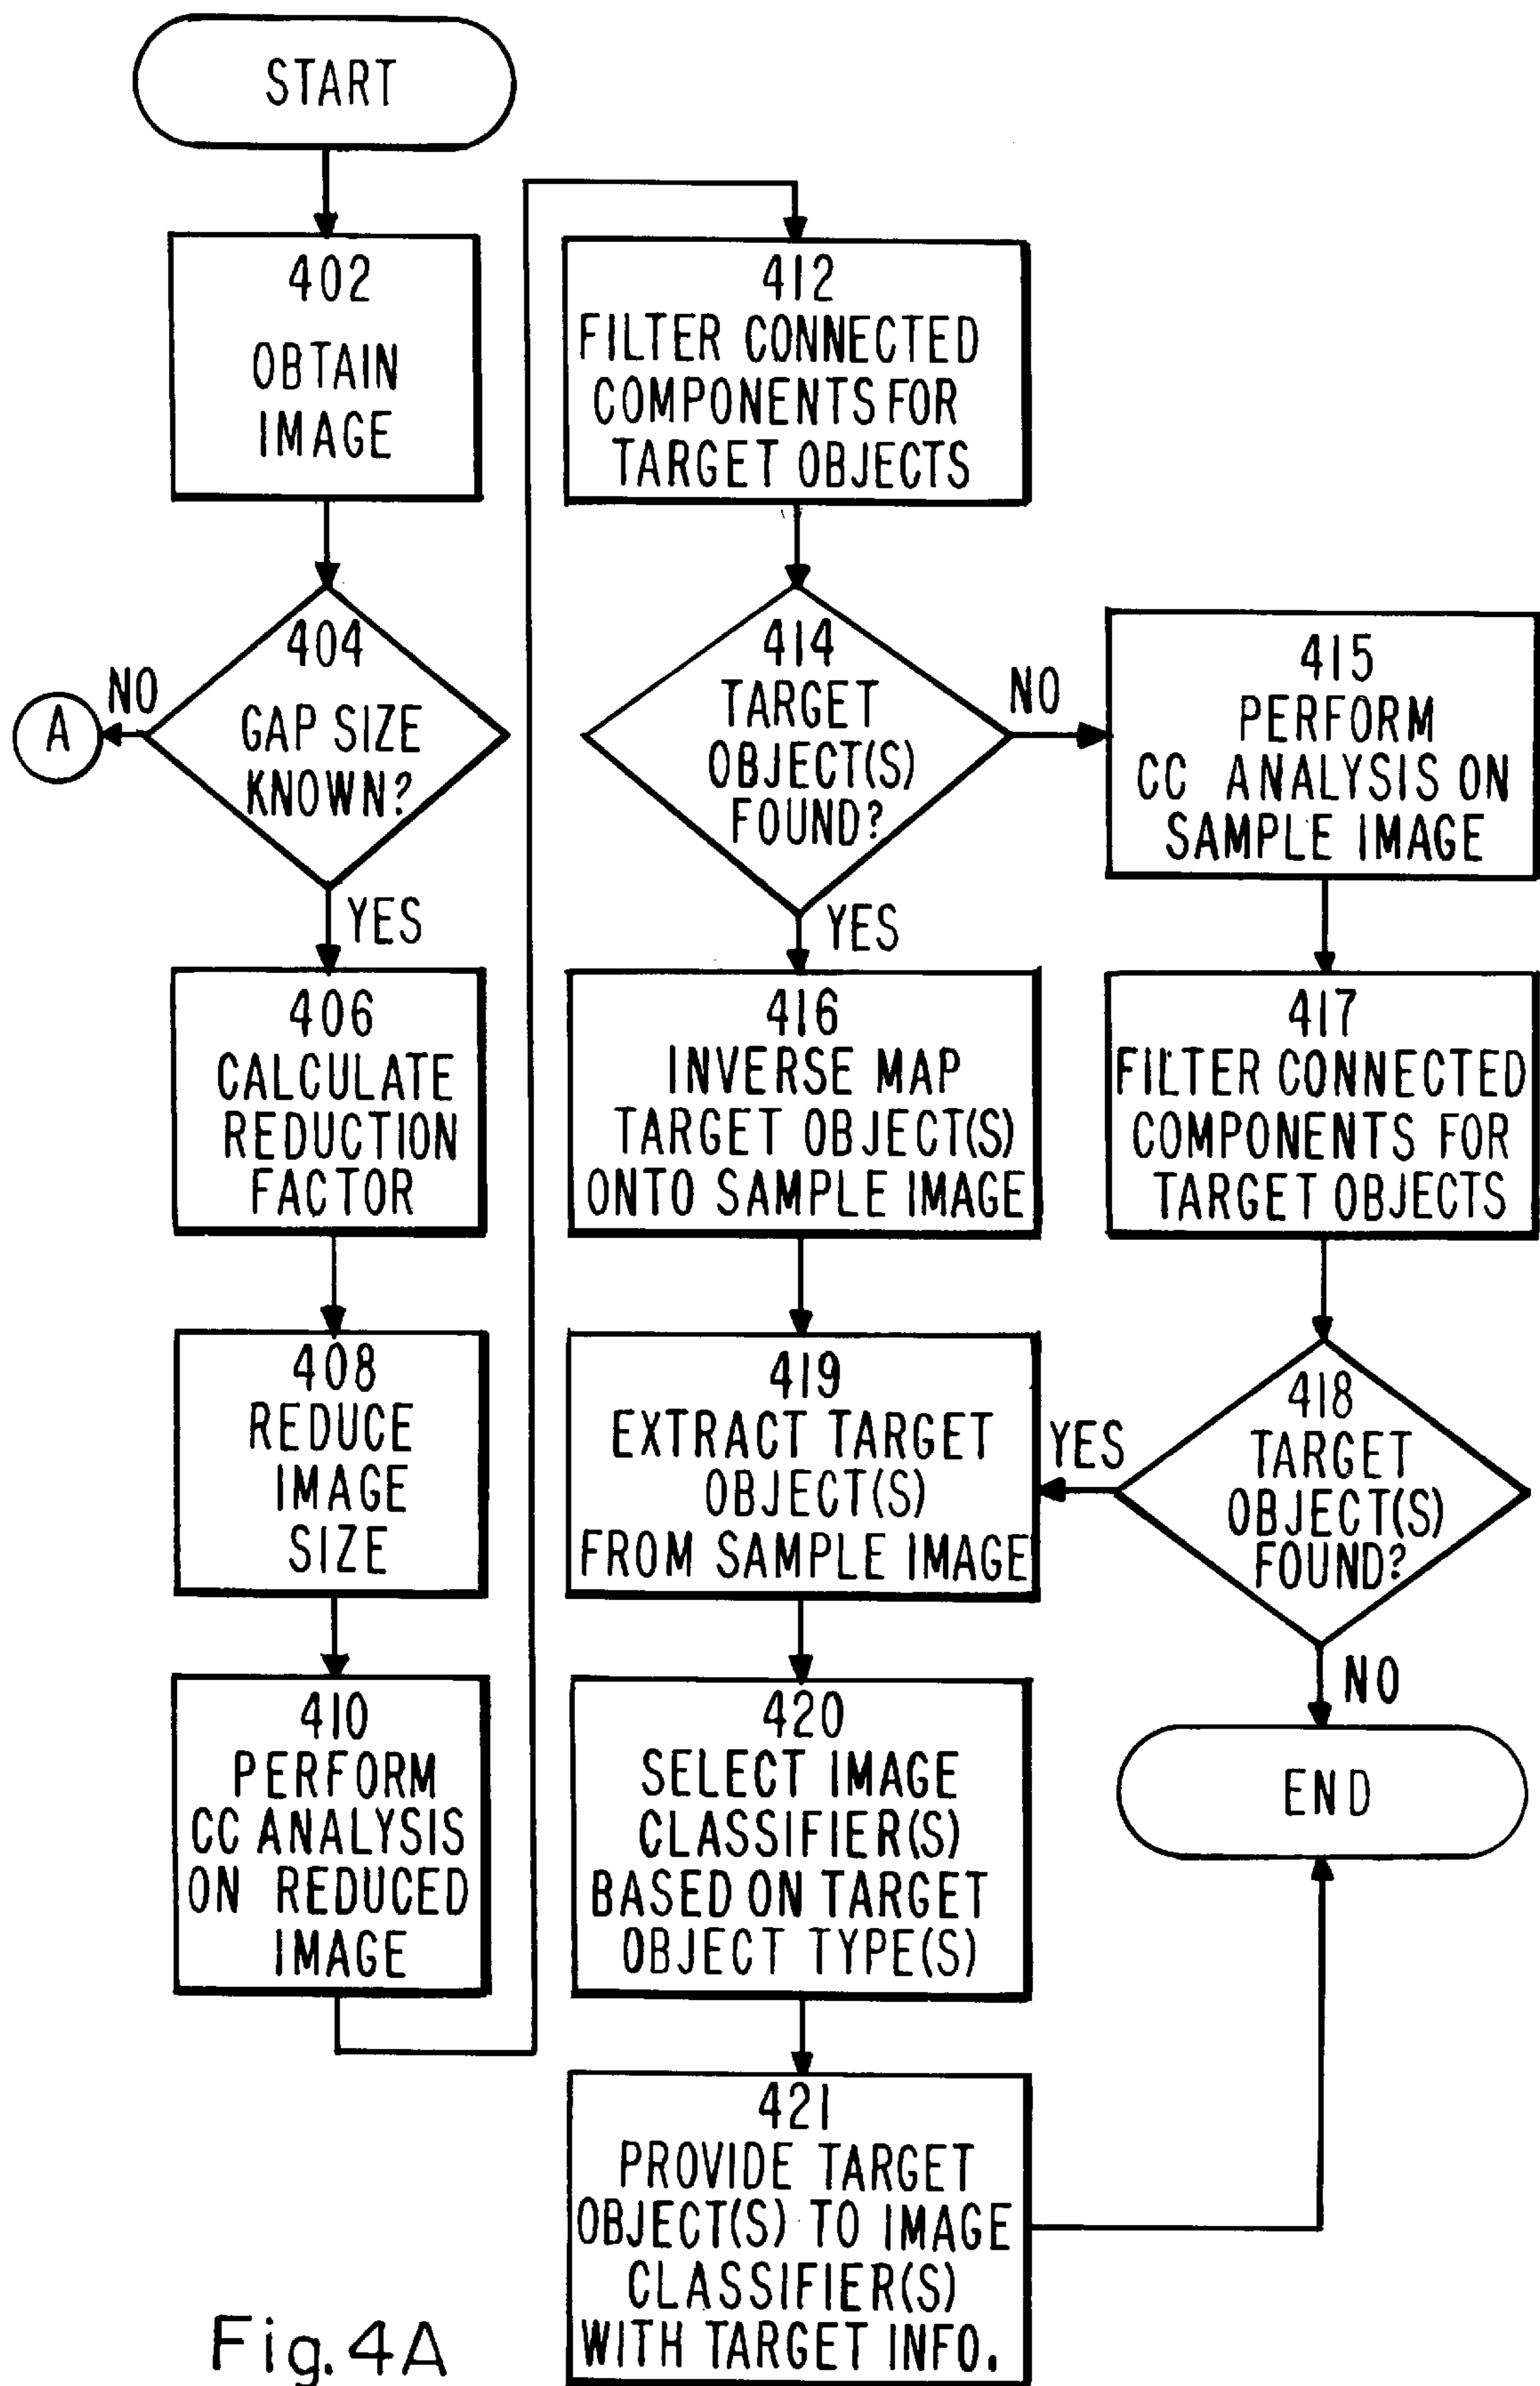 START
402
OBTAIN
IMAGE
404
GAP SIZE
KNOWN?
NO
A
YES
406
CALCULATE
REDUCTION
FACTOR
408
REDUCE
IMAGE
SIZE
410
PERFORM
CC ANALYSIS
ON REDUCED
IMAGE
412
FILTER CONNECTED
COMPONENTS FOR
TARGET OBJECTS
414
TARGET
OBJECT(S)
FOUND?
NO
YES
415
PERFORM
CC ANALYSIS ON
SAMPLE IMAGE
416
INVERSE MAP
TARGET OBJECT(S)
ONTO SAMPLE IMAGE
417
FILTER CONNECTED
COMPONENTS FOR
TARGET OBJECTS
418
TARGET
OBJECT(S)
FOUND?
YES
NO
419
EXTRACT TARGET
OBJECT(S)
FROM SAMPLE IMAGE
420
SELECT IMAGE
CLASSIFIER(S)
BASED ON TARGET
OBJECT TYPE(S)
421
PROVIDE TARGET
OBJECT(S) TO IMAGE
CLASSIFIER(S)
WITH TARGET INFO.
END
Fig. 4A